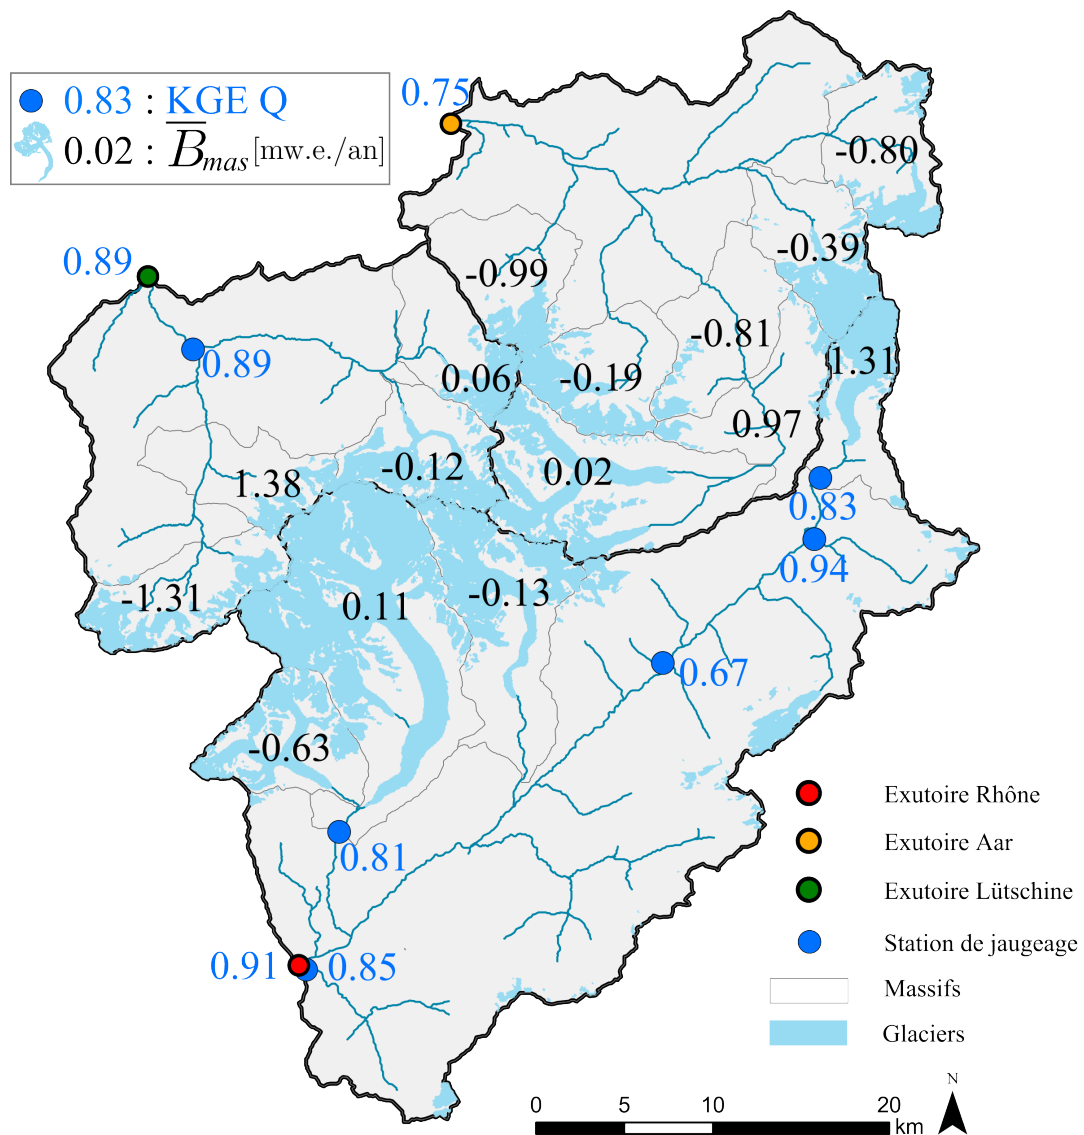 0.83 : KGE Q
0.02 : B̅mas [mw.e./an]
0.75
-0.80
-0.39
0.89
-0.99
-0.81
1.31
0.89
0.06
-0.19
0.97
-0.12
0.02
1.38
0.83
0.94
-1.31
0.11
-0.13
0.67
-0.63
0.81
0.91
0.85
Exutoire Rhône
Exutoire Aar
Exutoire Lütschine
Station de jaugeage
Massifs
Glaciers
N
0 5 10 20
km